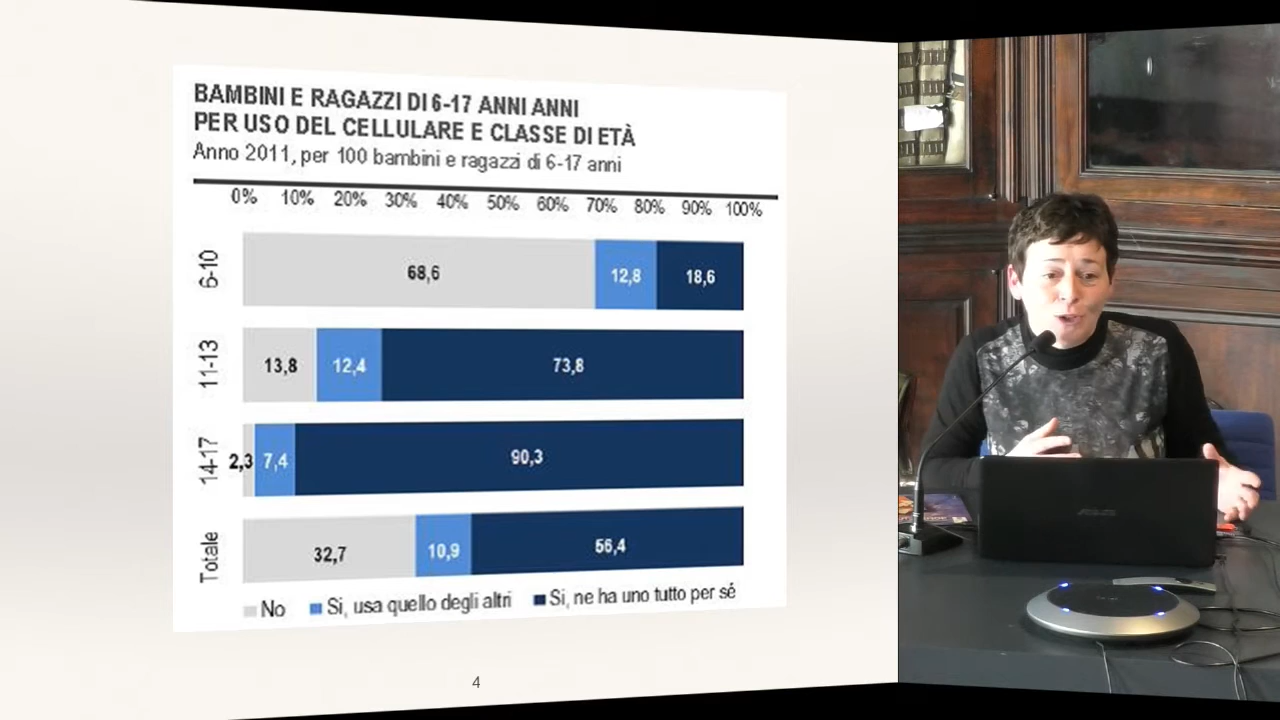 BAMBINI E RAGAZZI DI 6-17 ANNI ANNI
PER USO DEL CELLULARE E CLASSE DI ETÀ
Anno 2011, per 100 bambini e ragazzi di 6-17 anni
0% 10% 20% 30% 40% 50% 60% 70% 80% 90% 100%
6-10 68,6 12,8 18,6
11-13 13,8 12,4 73,8
14-17 2,3 7,4 90,3
Totale 32,7 10,9 56,4
No Si, usa quello degli altri Si, ne ha uno tutto per sé
4
ASUS